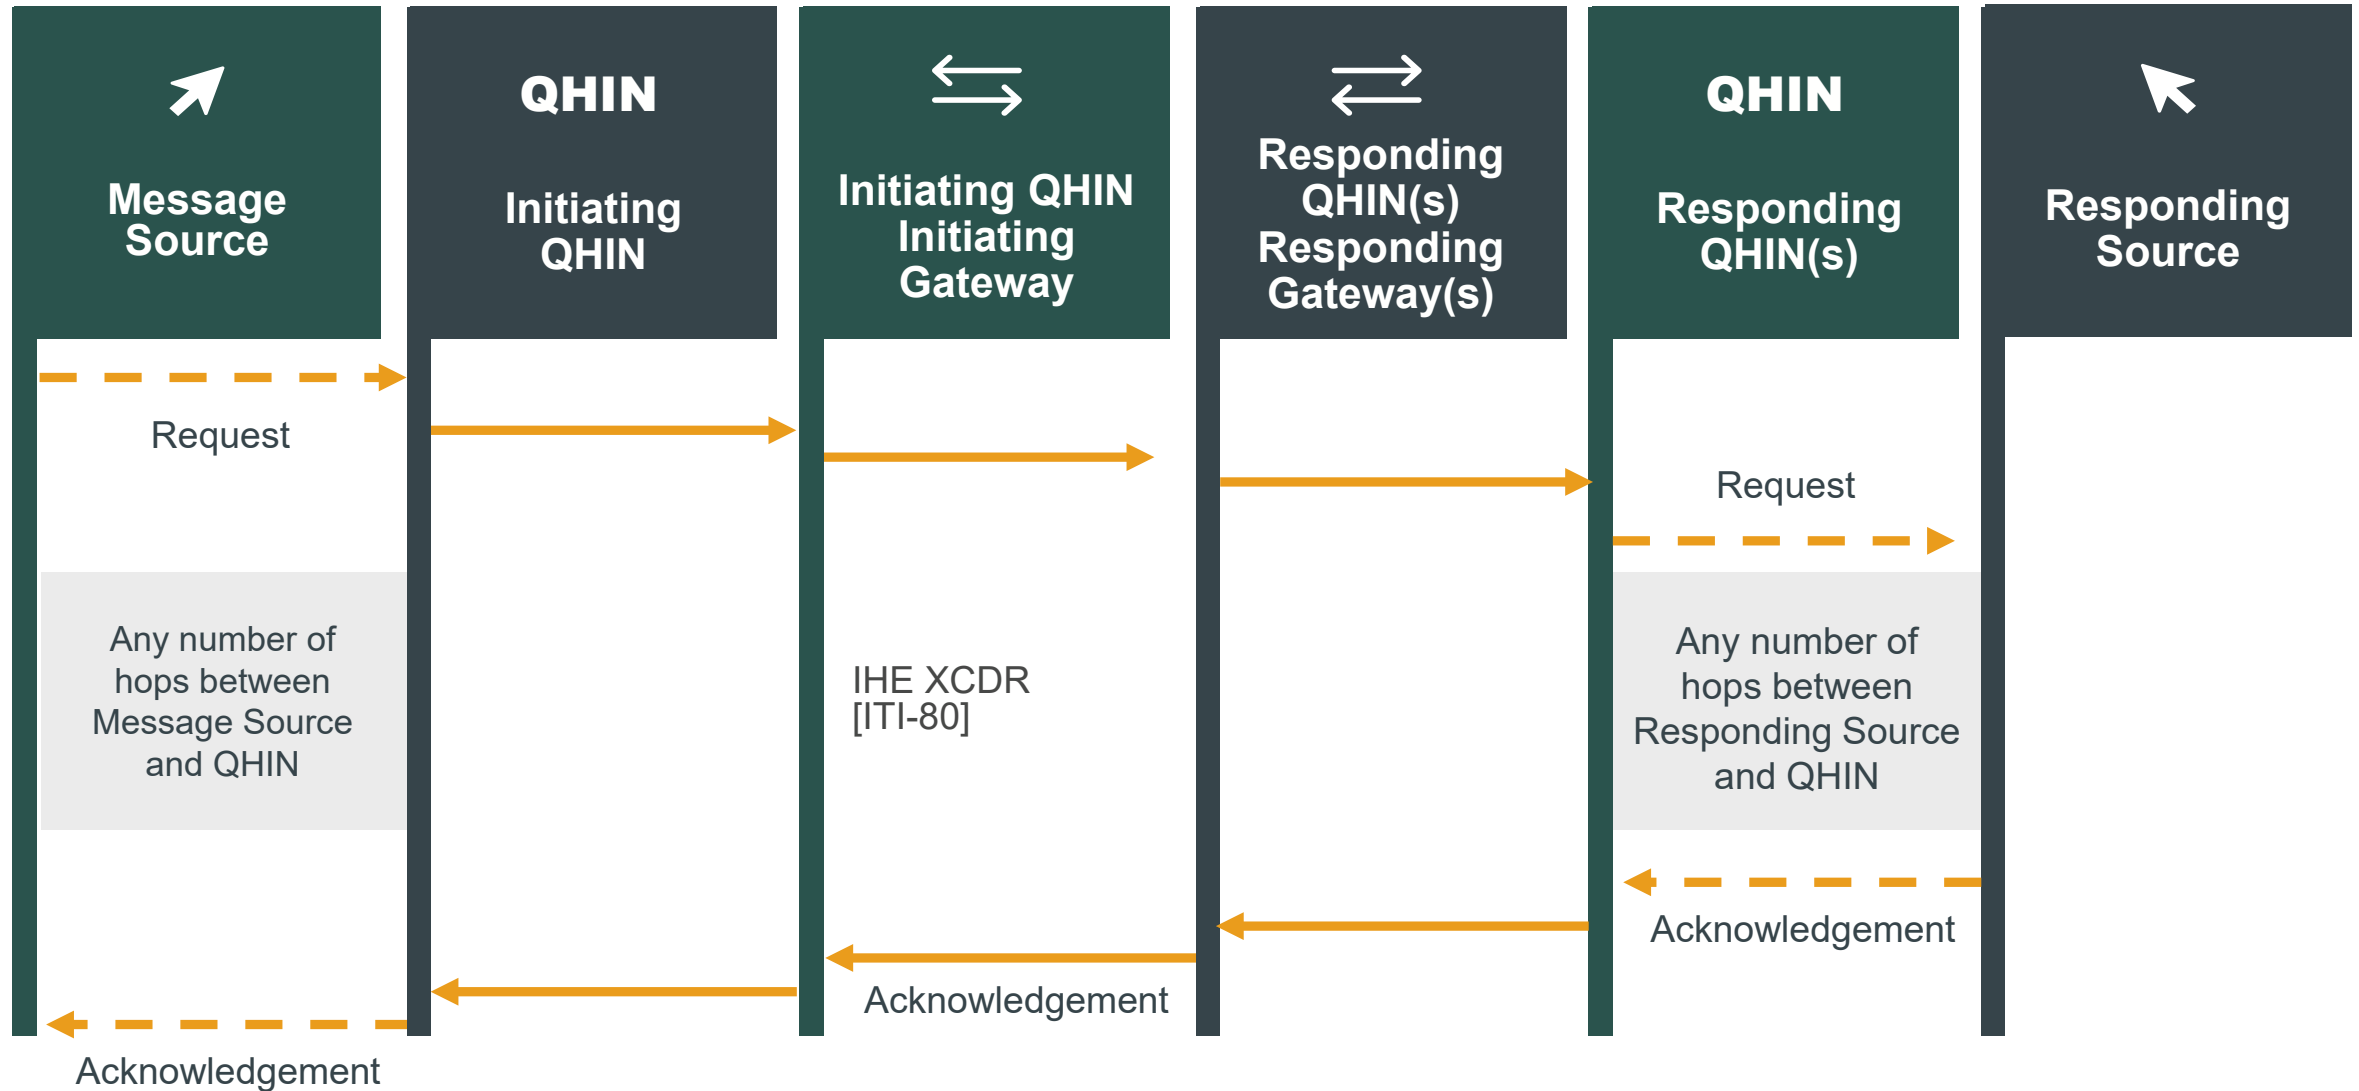 Message
Source
QHIN
Initiating
QHIN
Initiating QHIN
Initiating
Gateway
Responding
QHIN(s)
Responding
Gateway(s)
QHIN
Responding
QHIN(s)
Responding
Source
Request
Request
Any number of
hops between
Message Source
and QHIN
IHE XCDR
[ITI-80]
Any number of
hops between
Responding Source
and QHIN
Acknowledgement
Acknowledgement
Acknowledgement